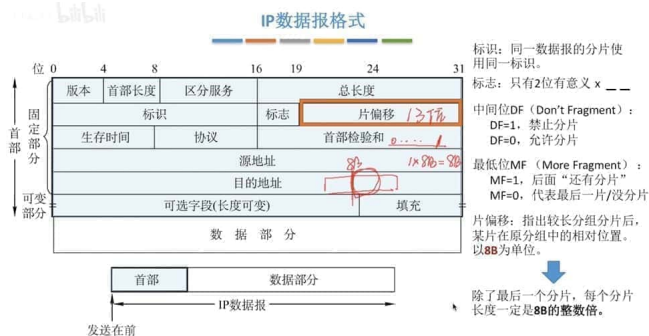 bilibili
IP数据报格式
位 0 4 8 16 19 24 31
版本 首部长度 区分服务 总长度
标识 标志 片偏移 13位
生存时间 协议 首部检验和
源地址
8B 1×8B=8B
目的地址
可选字段(长度可变) 填充
数据部分
首部
固定部分
可变部分
首部 数据部分
IP数据报
发送在前
标识：同一数据报的分片使
用同一标识。
标志：只有2位有意义 x _ _
中间位DF（Don't Fragment）：
DF=1，禁止分片
DF=0，允许分片
最低位MF（More Fragment）：
MF=1，后面“还有分片”
MF=0，代表最后一片/没分片
片偏移：指出较长分组分片后，
某片在原分组中的相对位置。
以8B为单位。
除了最后一个分片，每个分片
长度一定是8B的整数倍。